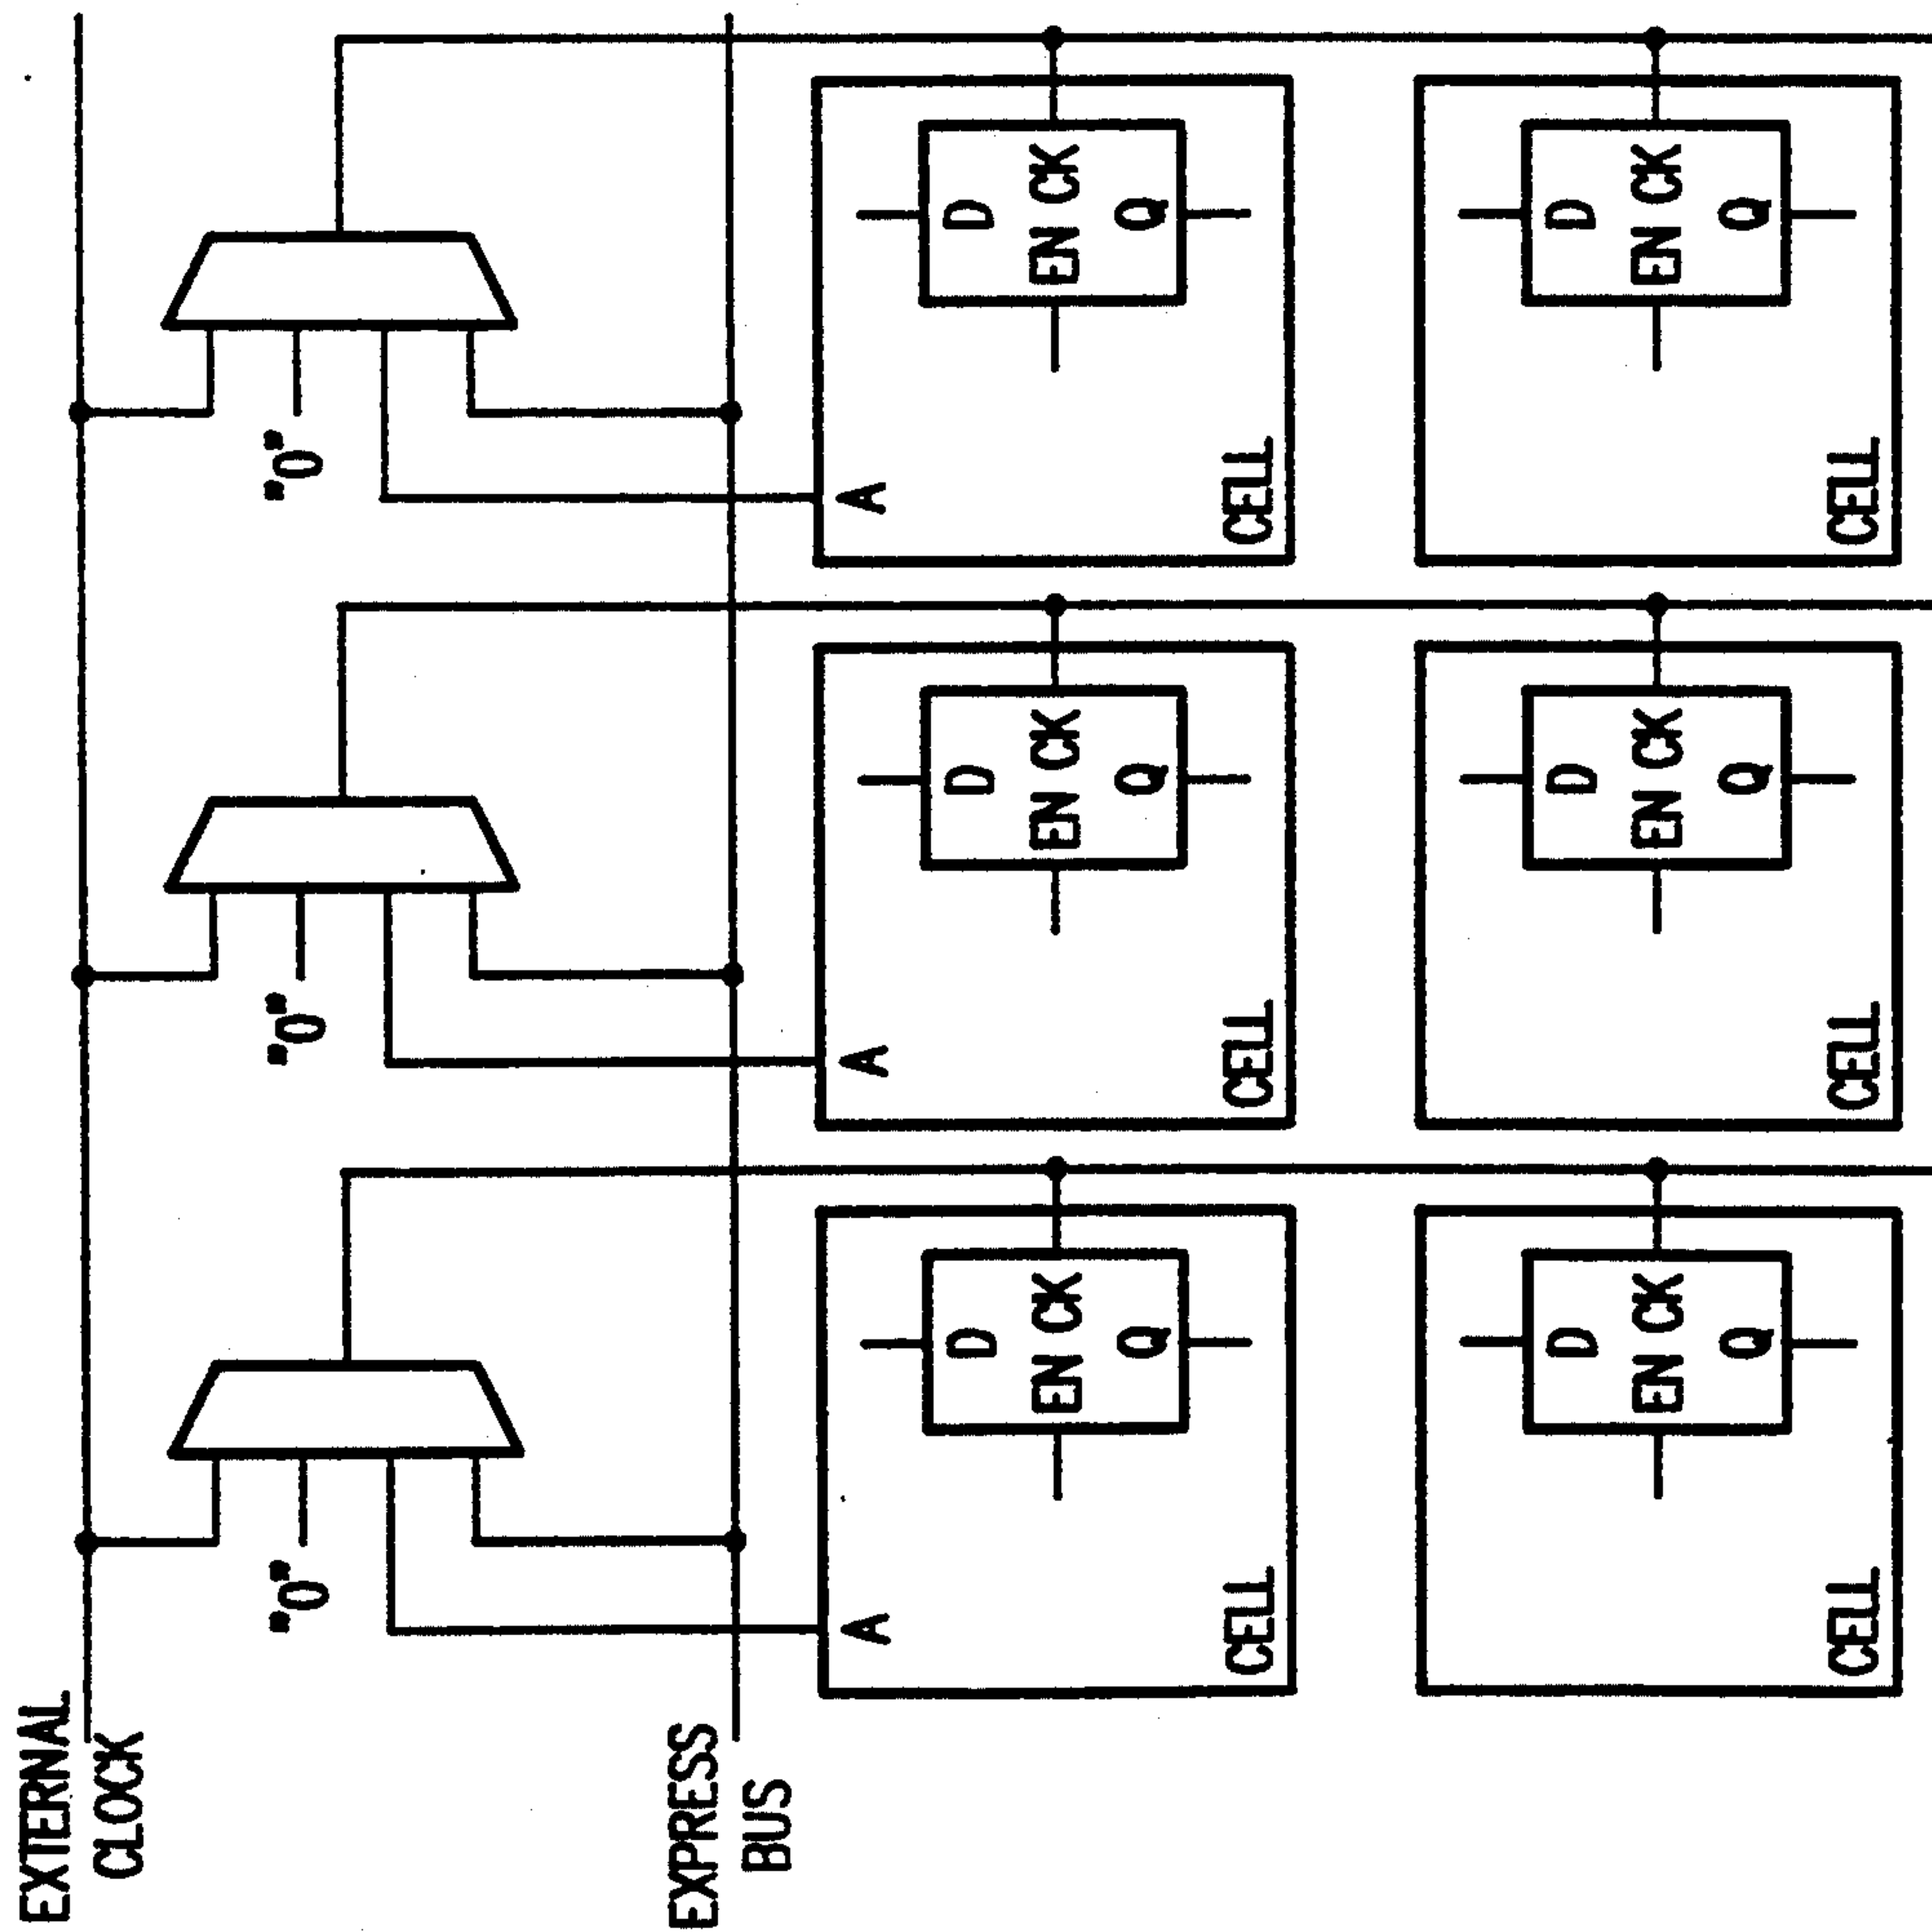 EXTERNAL
CLOCK
"0"
"0"
"0"
EXPRESS
BUS
A
D
EN CK
Q
CELL
A
D
EN CK
Q
CELL
A
D
EN CK
Q
CELL
D
EN CK
Q
CELL
D
EN CK
Q
CELL
D
EN CK
Q
CELL